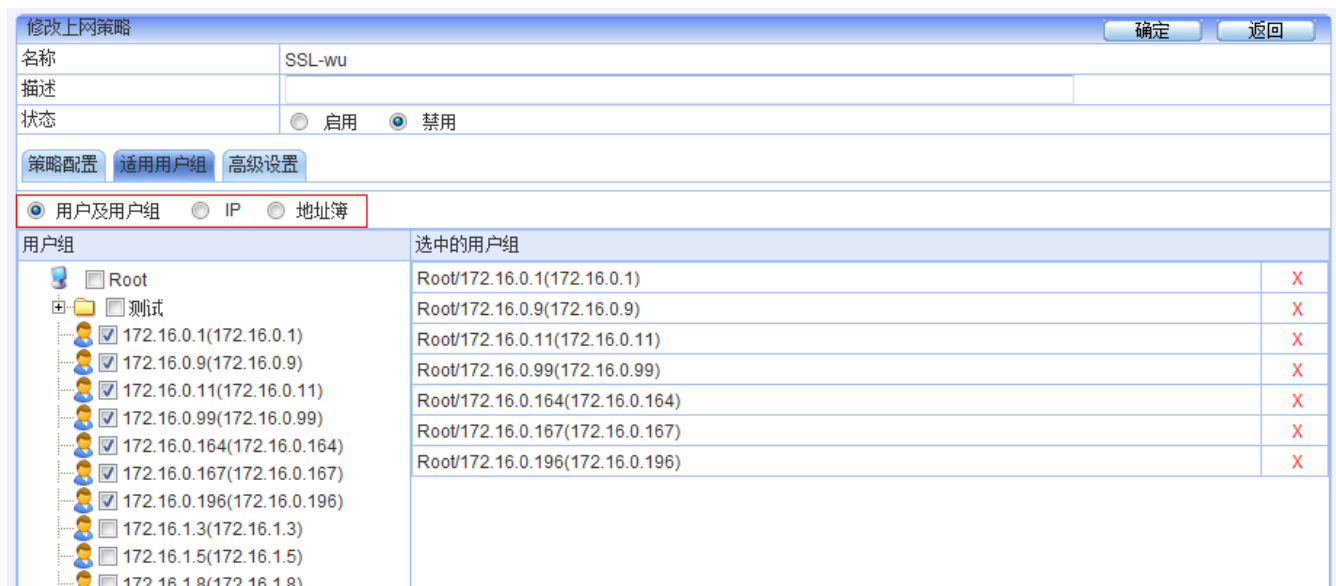 修改上网策略 确定 返回
名称 SSL-wu
描述
状态 启用 禁用
策略配置 适用用户组 高级设置
用户及用户组 IP 地址簿
用户组 选中的用户组
Root Root/172.16.0.1(172.16.0.1) X
测试 Root/172.16.0.9(172.16.0.9) X
172.16.0.1(172.16.0.1) Root/172.16.0.11(172.16.0.11) X
172.16.0.9(172.16.0.9) Root/172.16.0.99(172.16.0.99) X
172.16.0.11(172.16.0.11) Root/172.16.0.164(172.16.0.164) X
172.16.0.99(172.16.0.99) Root/172.16.0.167(172.16.0.167) X
172.16.0.164(172.16.0.164) Root/172.16.0.196(172.16.0.196) X
172.16.0.167(172.16.0.167)
172.16.0.196(172.16.0.196)
172.16.1.3(172.16.1.3)
172.16.1.5(172.16.1.5)
172.16.1.8(172.16.1.8)